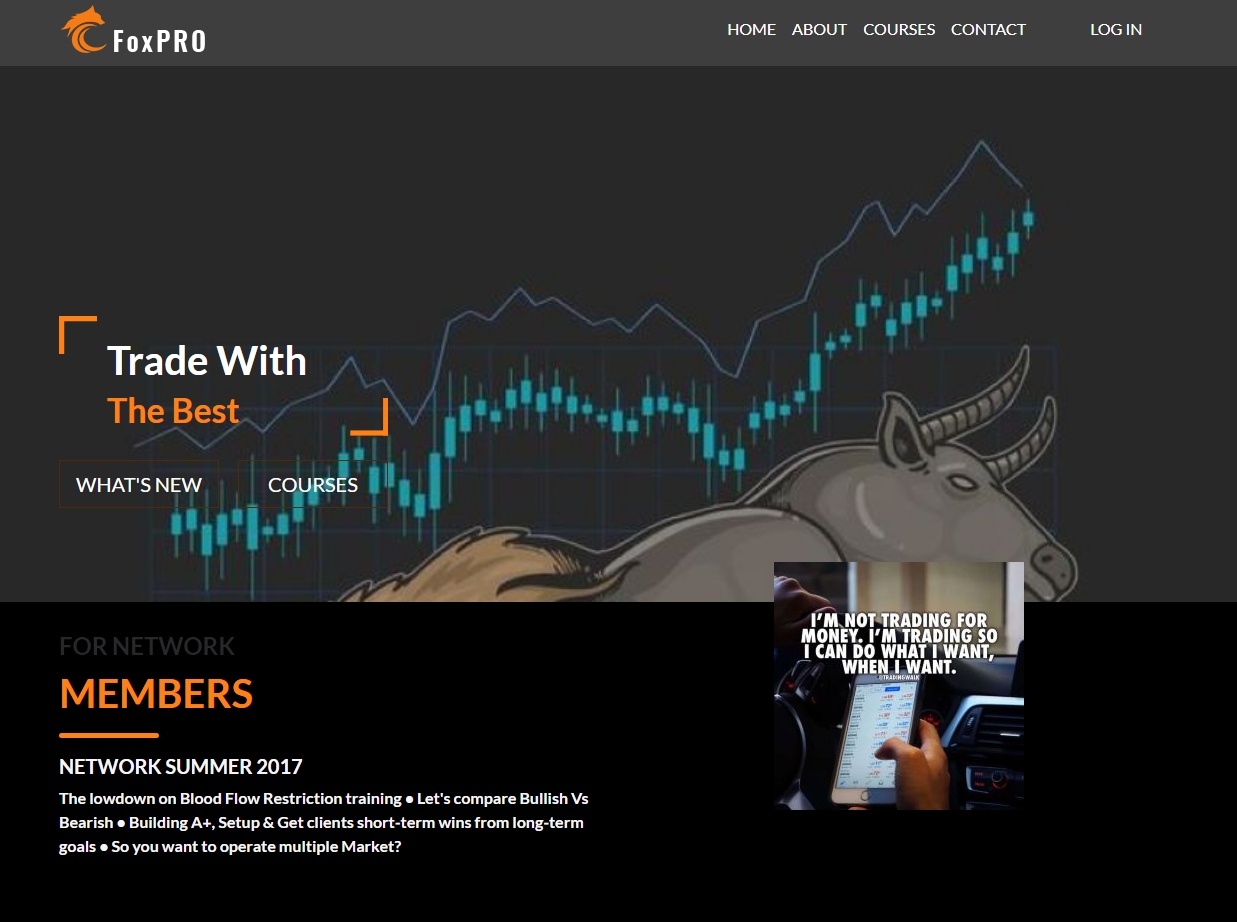 FoxPRO
HOME ABOUT COURSES CONTACT LOG IN
Trade With
The Best
WHAT'S NEW COURSES
I'M NOT TRADING FOR
MONEY. I'M TRADING SO
I CAN DO WHAT I WANT,
WHEN I WANT.
@TRADINGWALK
FOR NETWORK
MEMBERS
NETWORK SUMMER 2017
The lowdown on Blood Flow Restriction training ● Let's compare Bullish Vs
Bearish ● Building A+, Setup & Get clients short-term wins from long-term
goals ● So you want to operate multiple Market?